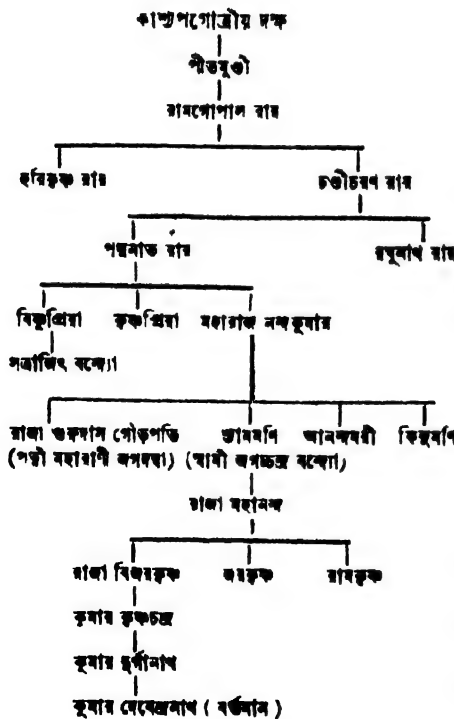 কাশ্যপগোত্রীয় দক্ষ
পীতমুণ্ডী
রামগোপাল রায়
হরিকৃষ্ণ রায় চণ্ডীচরণ রায়
পদ্মনাভ রায় রঘুনাথ রায়
বিষ্ণুপ্রিয়া কৃষ্ণপ্রিয়া মহারাজ নন্দকুমার
সত্রাজিৎ বন্দ্যো
রাজা গুরুদাস গৌড়পতি শ্যামমণি আনন্দময়ী কিনুমণি
(পত্নী মহারাণী জগদম্বা) (স্বামী জগচ্চন্দ্র বন্দ্যো)
রাজা মহানন্দ
রাজা বিজয়কৃষ্ণ জয়কৃষ্ণ রামকৃষ্ণ
কুমার কৃষ্ণচন্দ্র
কুমার দুর্গানাথ
কুমার দেবেন্দ্রনাথ ( বর্ত্তমান )